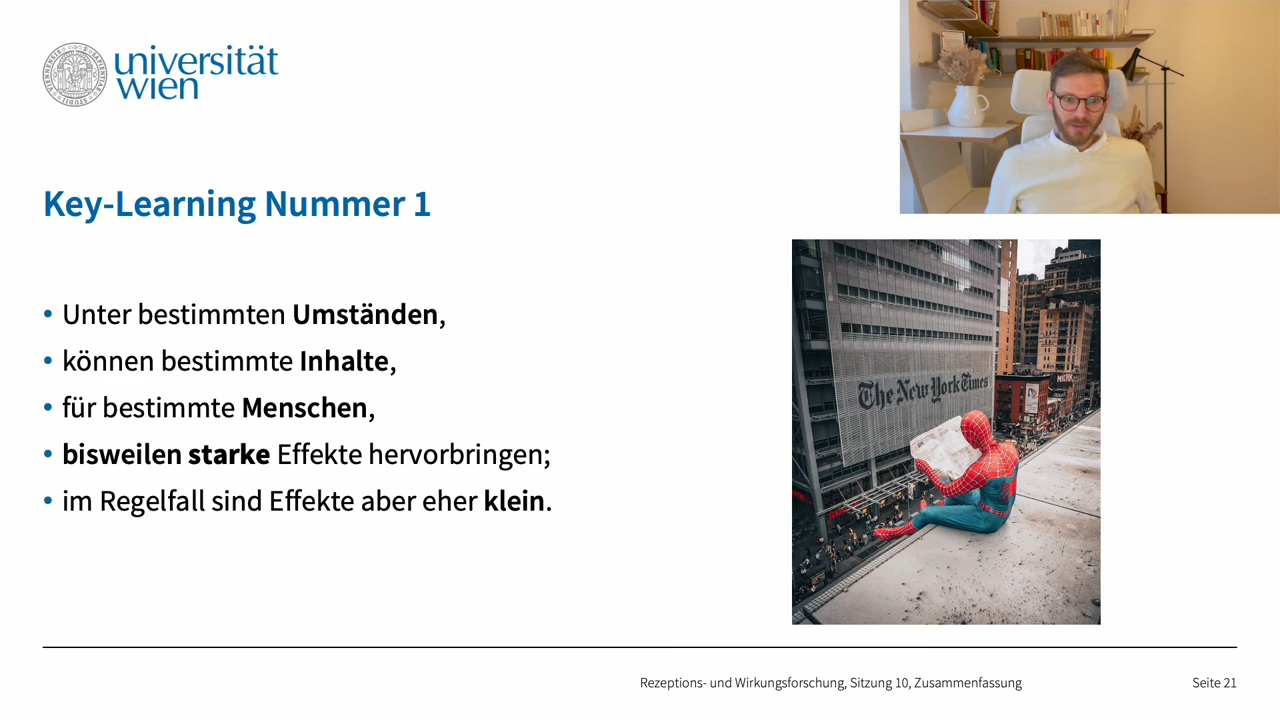 universität
wien
Key-Learning Nummer 1
• Unter bestimmten Umständen,
• können bestimmte Inhalte,
• für bestimmte Menschen,
• bisweilen starke Effekte hervorbringen;
• im Regelfall sind Effekte aber eher klein.
The New York Times
Rezeptions- und Wirkungsforschung, Sitzung 10, Zusammenfassung
Seite 21